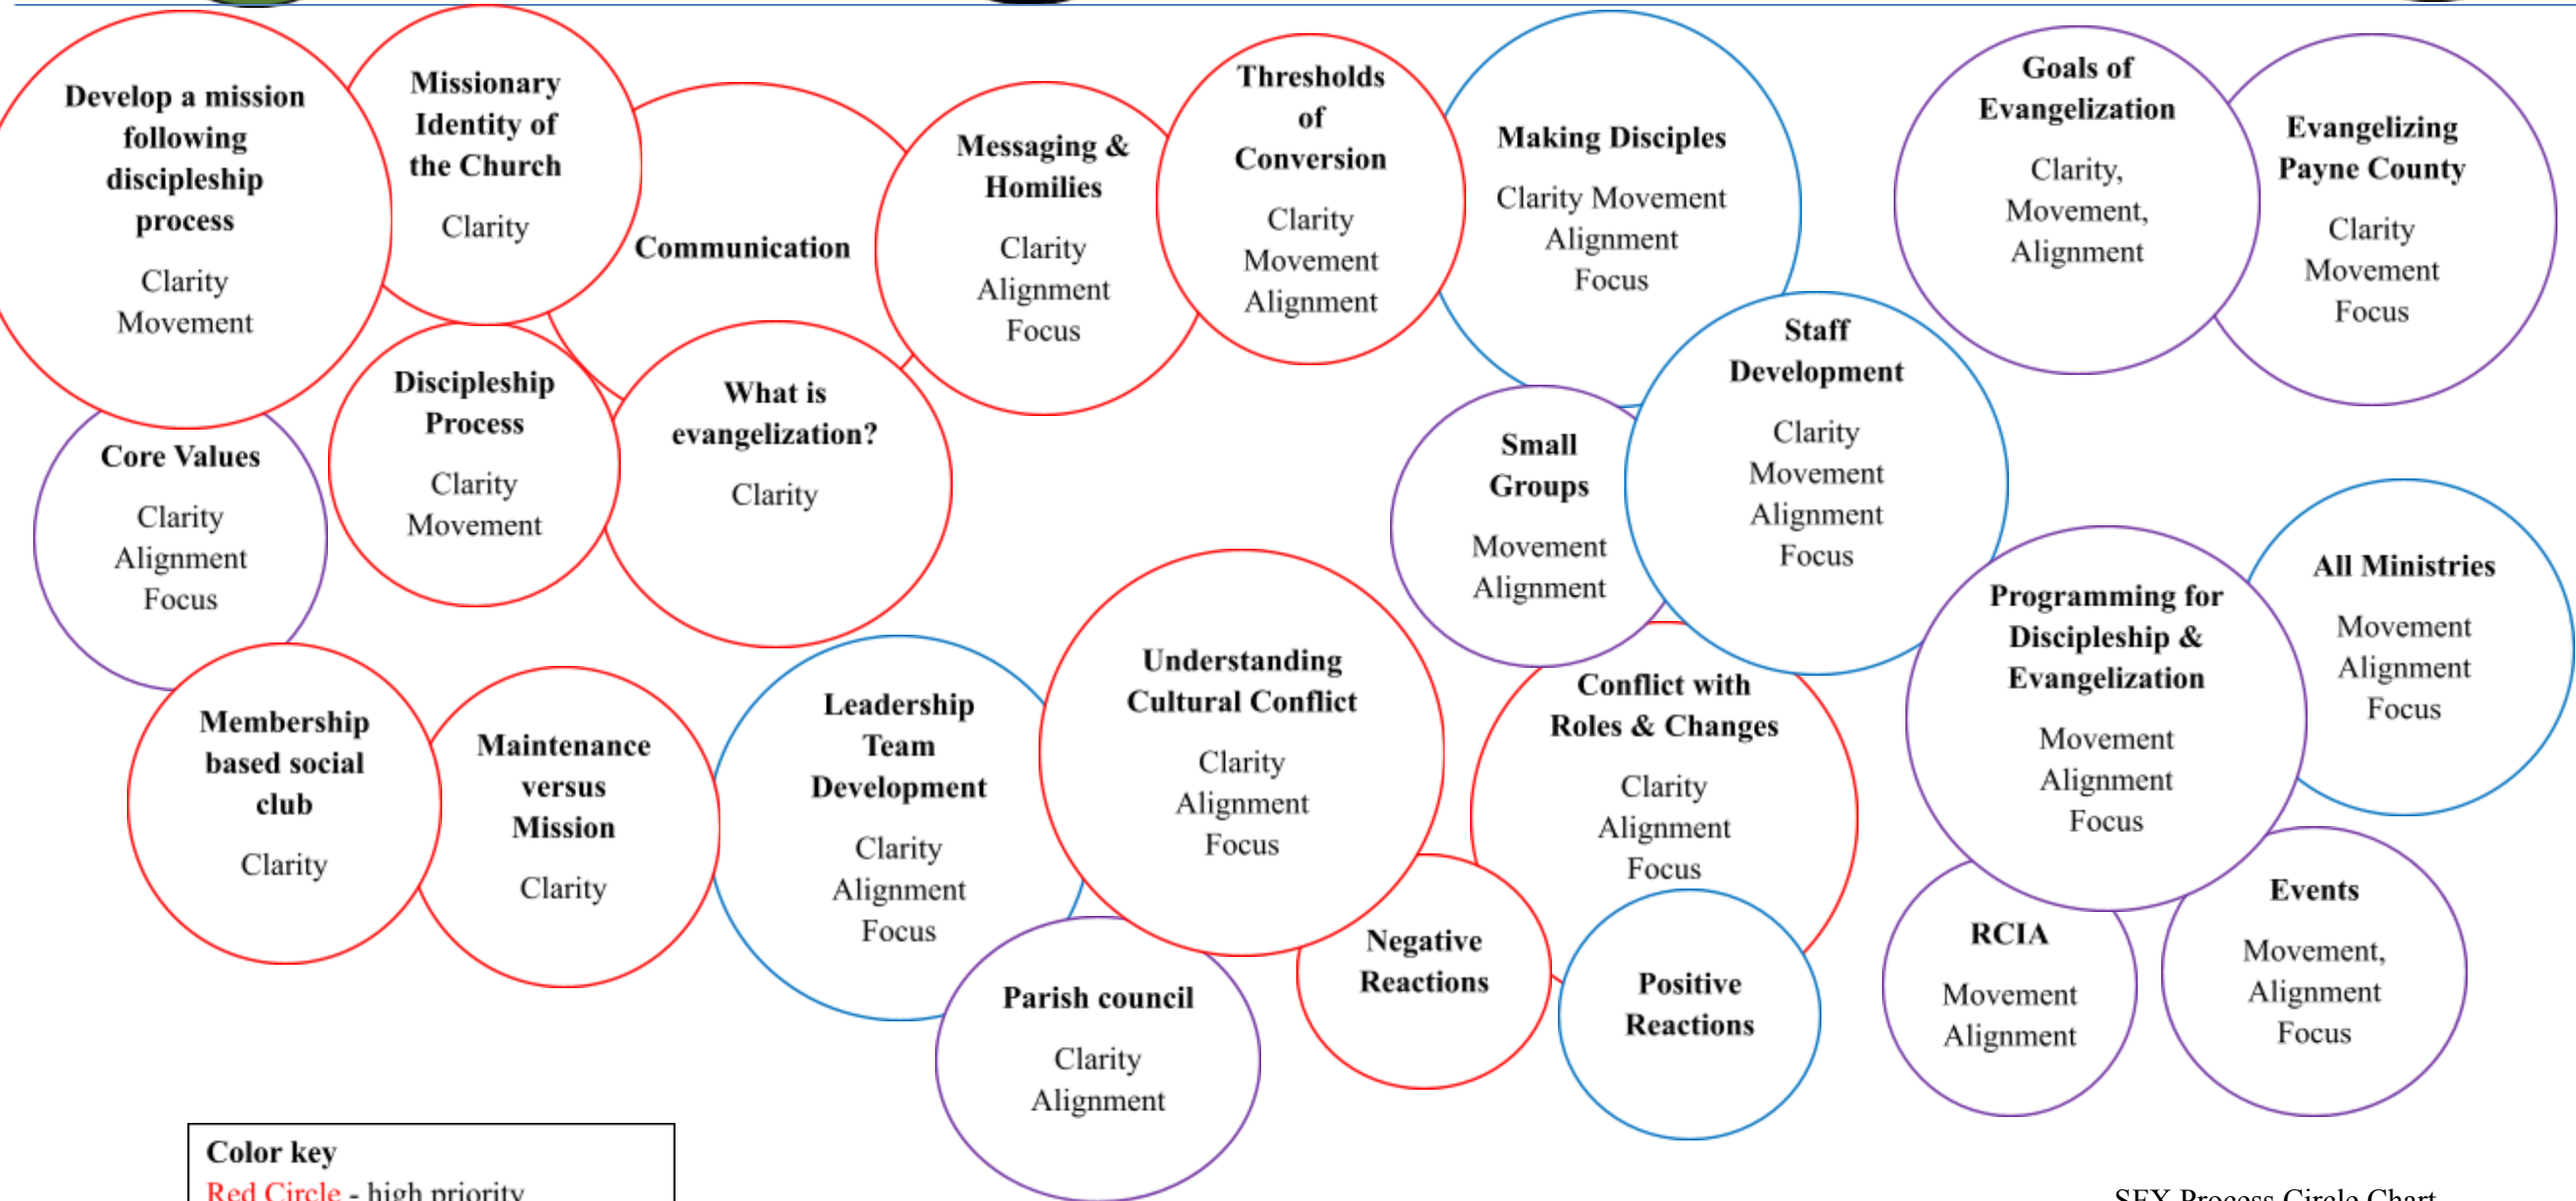 Develop a mission
following
discipleship
process
Clarity
Movement
Missionary
Identity of
the Church
Clarity
Communication
Messaging &
Homilies
Clarity
Alignment
Focus
Thresholds
of
Conversion
Clarity
Movement
Alignment
Making Disciples
Clarity Movement
Alignment
Focus
Goals of
Evangelization
Clarity,
Movement,
Alignment
Evangelizing
Payne County
Clarity
Movement
Focus
Core Values
Clarity
Alignment
Focus
Discipleship
Process
Clarity
Movement
What is
evangelization?
Clarity
Small
Groups
Movement
Alignment
Staff
Development
Clarity
Movement
Alignment
Focus
Programming for
Discipleship &
Evangelization
Movement
Alignment
Focus
All Ministries
Movement
Alignment
Focus
Membership
based social
club
Clarity
Maintenance
versus
Mission
Clarity
Leadership
Team
Development
Clarity
Alignment
Focus
Understanding
Cultural Conflict
Clarity
Alignment
Focus
Conflict with
Roles & Changes
Clarity
Alignment
Focus
Parish council
Clarity
Alignment
Negative
Reactions
Positive
Reactions
RCIA
Movement
Alignment
Events
Movement,
Alignment
Focus
Color key
Red Circle - high priority
SFX Process Circle Chart